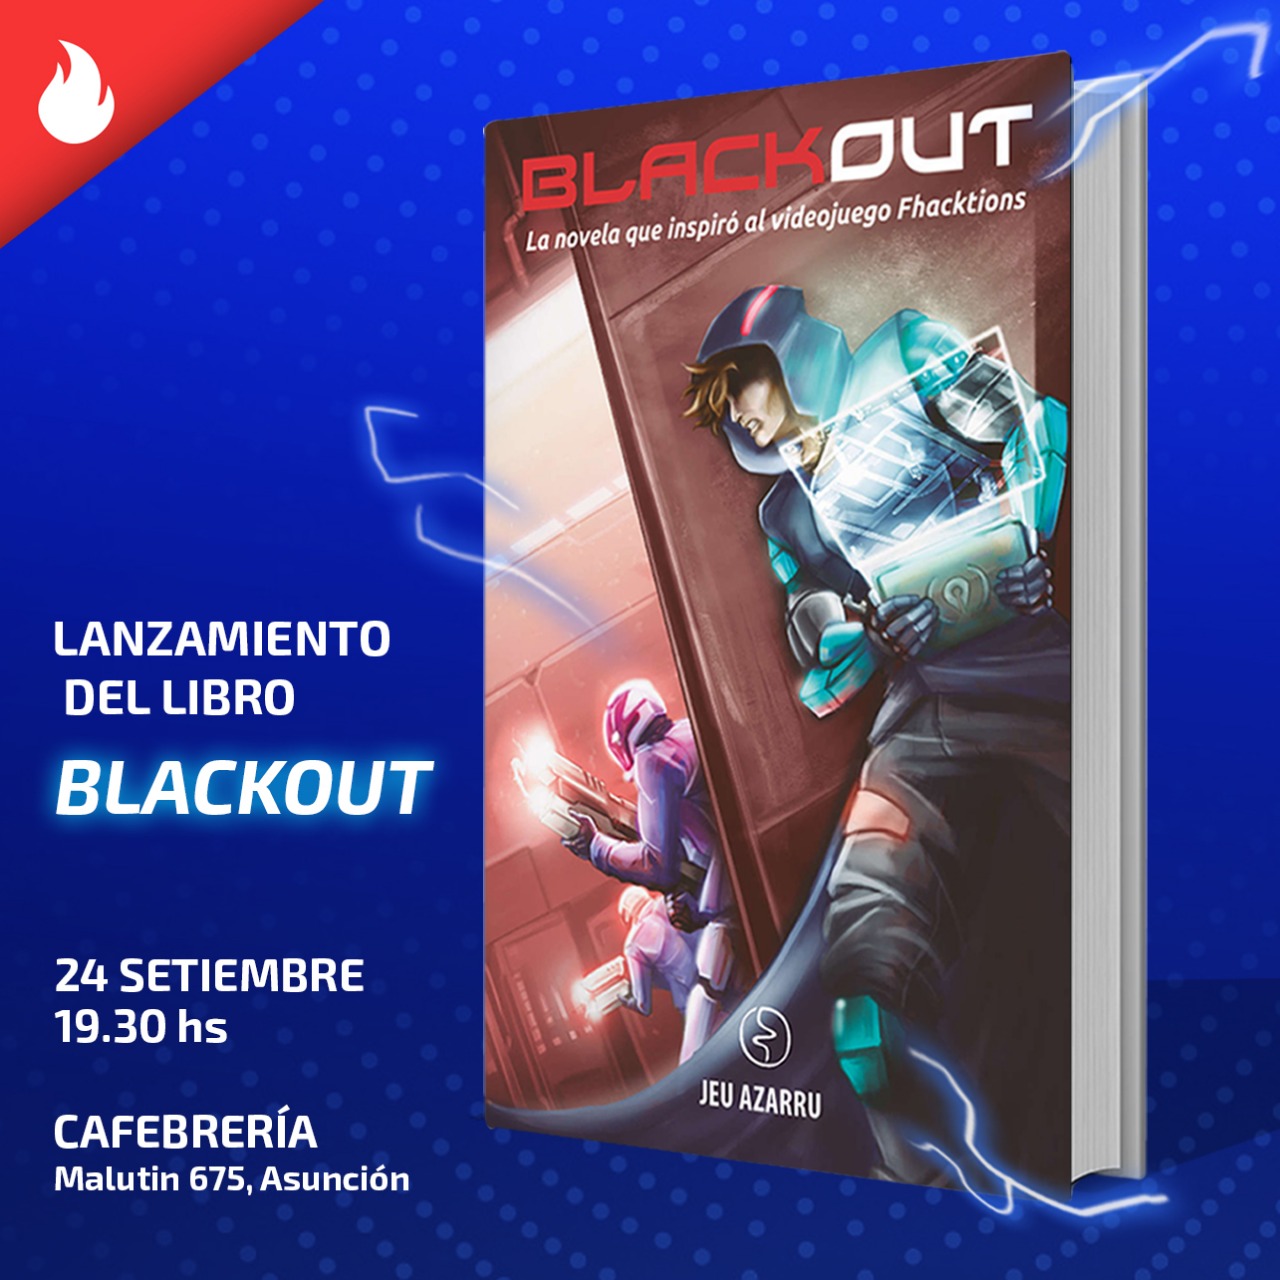 BLACKOUT
La novela que inspiró al videojuego Fhacktions
JEU AZARRU
LANZAMIENTO
DEL LIBRO
BLACKOUT
24 SETIEMBRE
19.30 hs
CAFEBRERÍA
Malutin 675, Asunción